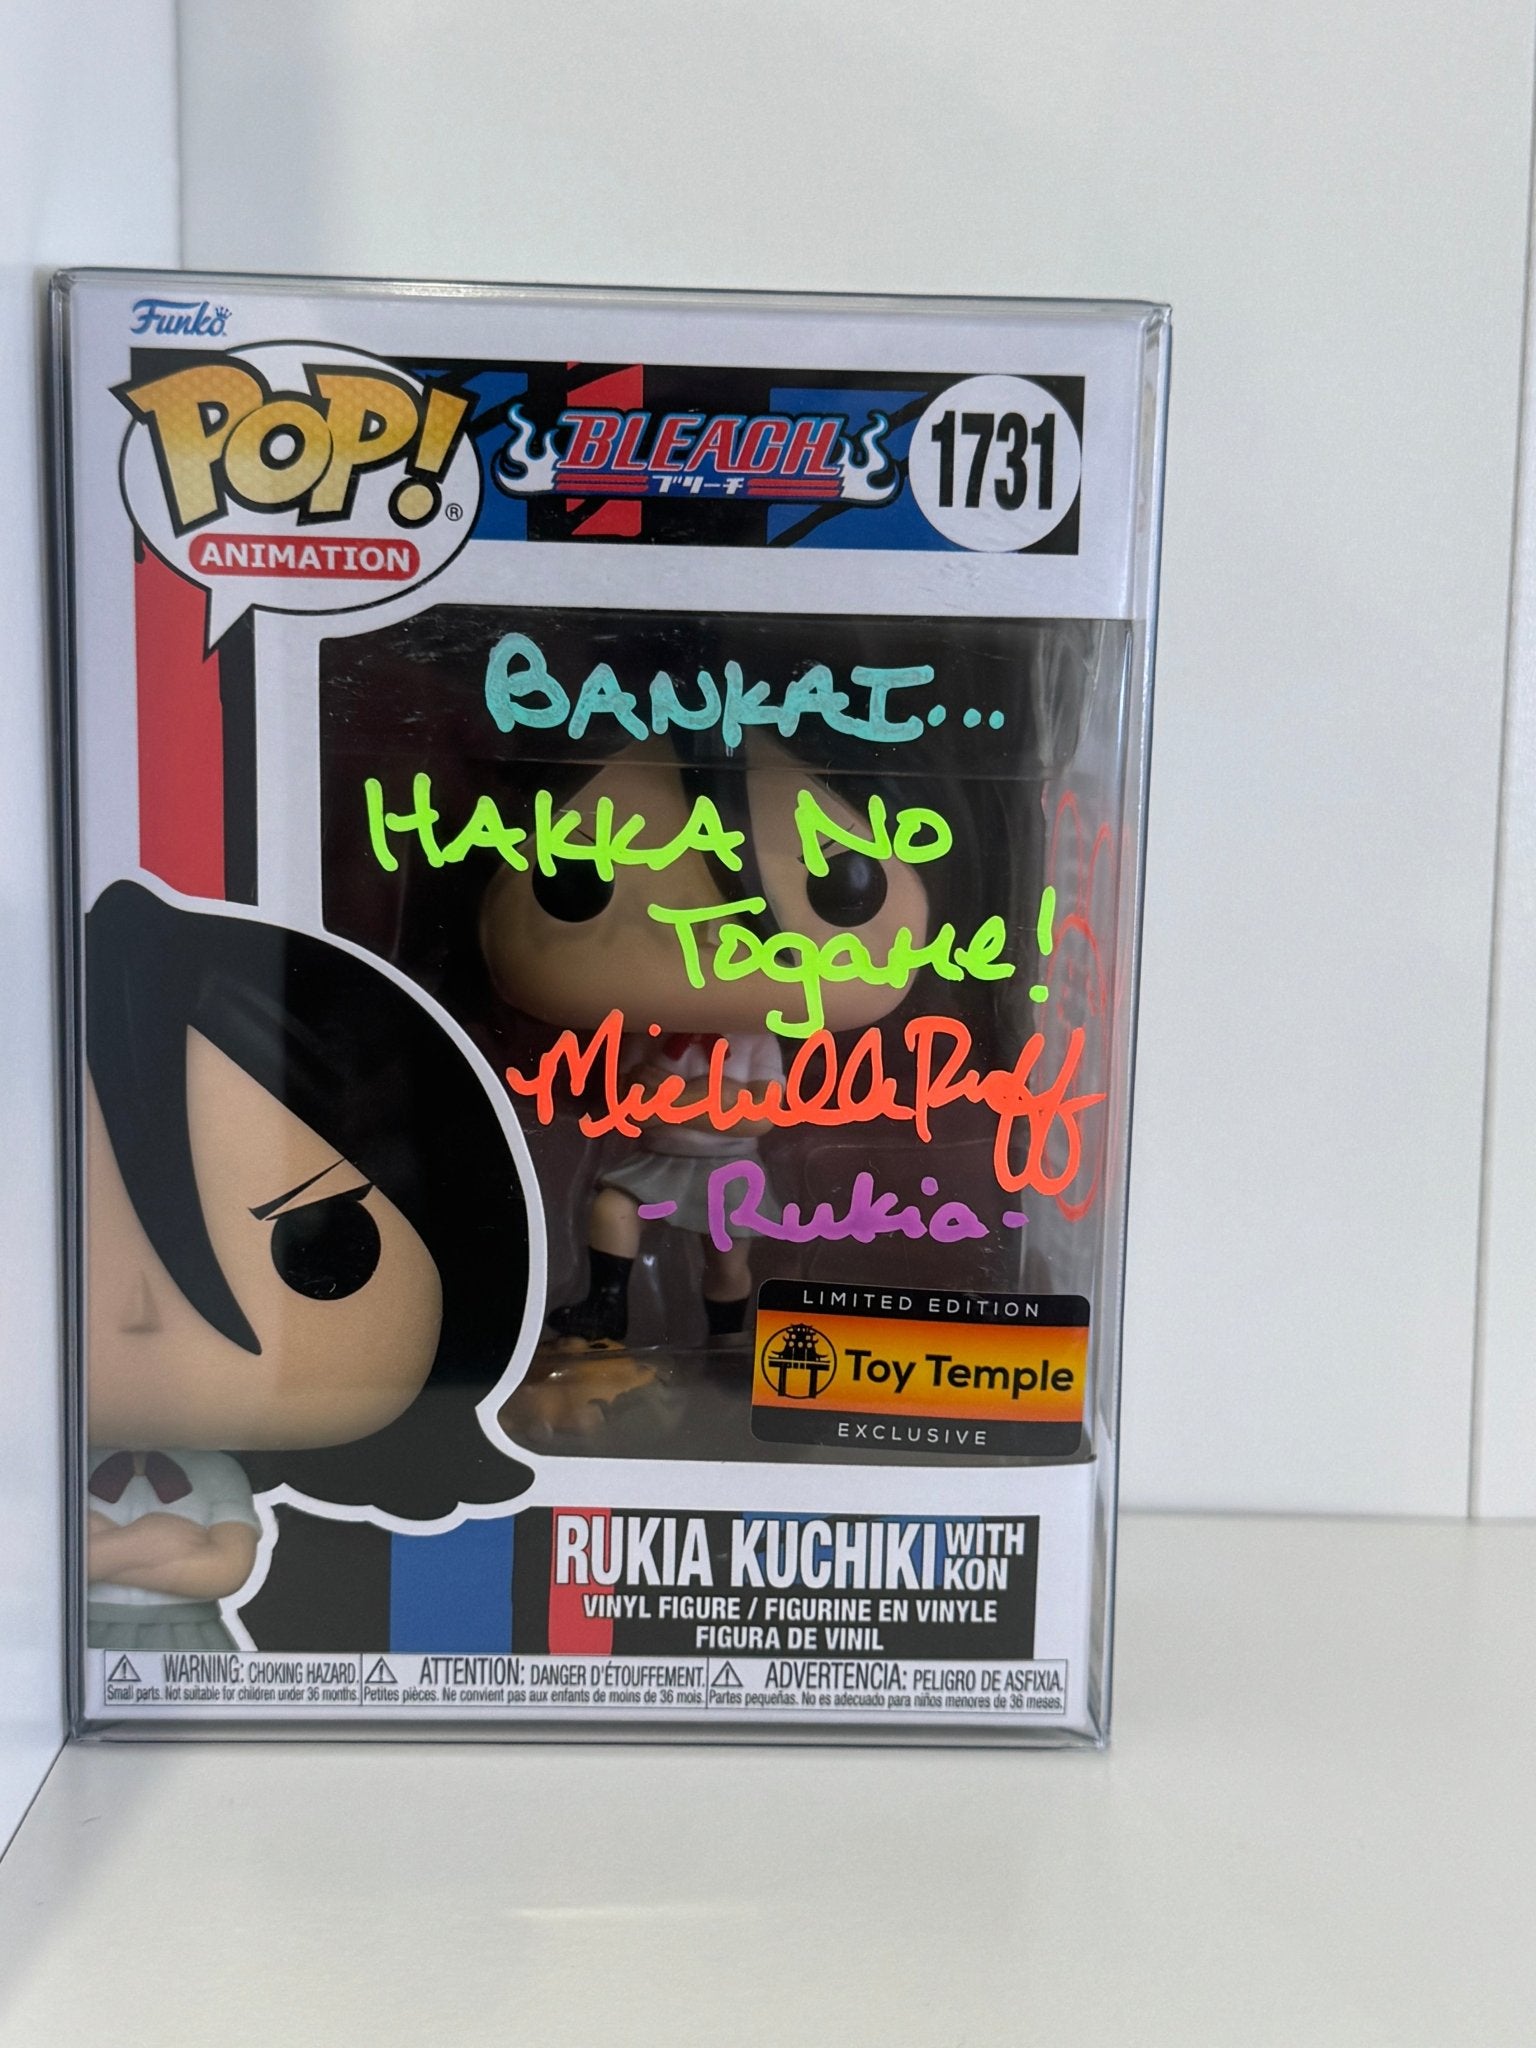 Funko
POP!®
ANIMATION
BLEACH
ブリーチ
1731
BANKAI...
HAKKA NO
TOgame!
Michelle Ruff
- Rukia -
LIMITED EDITION
Toy Temple
EXCLUSIVE
RUKIA KUCHIKI WITH KON
VINYL FIGURE / FIGURINE EN VINYLE
FIGURA DE VINIL
WARNING: CHOKING HAZARD.
Small parts. Not suitable for children under 36 months.
ATTENTION: DANGER D'ÉTOUFFEMENT.
Petites pièces. Ne convient pas aux enfants de moins de 36 mois.
ADVERTENCIA: PELIGRO DE ASFIXIA.
Partes pequeñas. No es adecuado para niños menores de 36 meses.